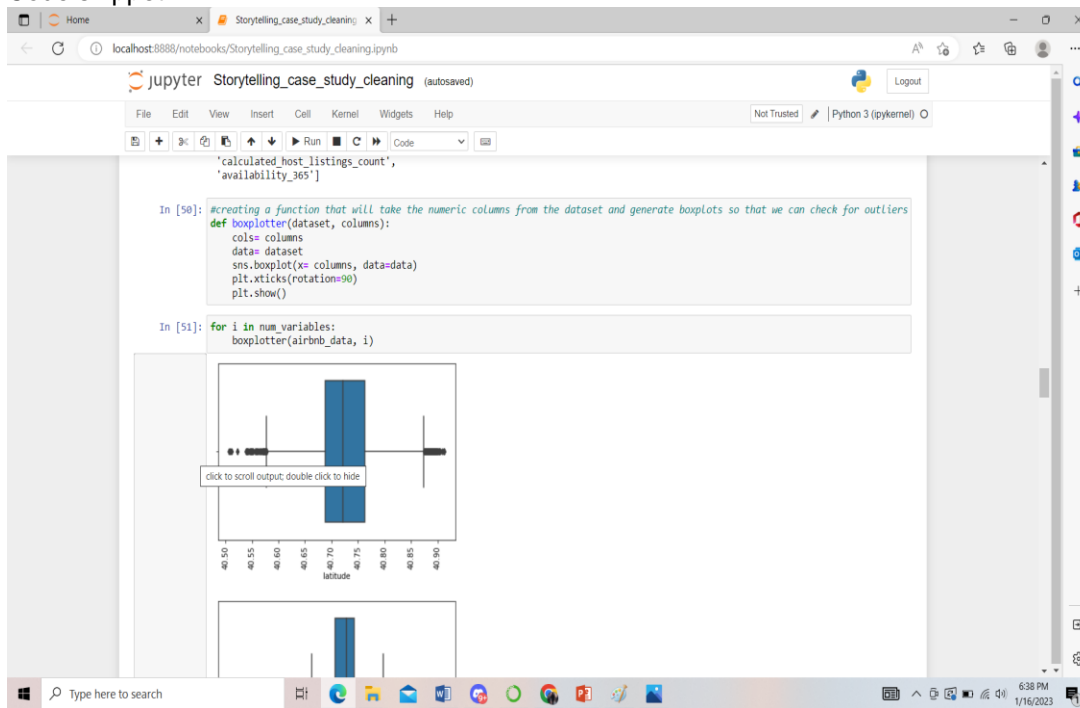 Home
Storytelling_case_study_cleaning
localhost:8888/notebooks/Storytelling_case_study_cleaning.ipynb
jupyter Storytelling_case_study_cleaning (autosaved)
Logout
File Edit View Insert Cell Kernel Widgets Help
Not Trusted
Python 3 (ipykernel)
Run
Code
'calculated_host_listings_count',
'availability_365']
In [50]: #creating a function that will take the numeric columns from the dataset and generate boxplots so that we can check for outliers
def boxplotter(dataset, columns):
cols= columns
data= dataset
sns.boxplot(x= columns, data=data)
plt.xticks(rotation=90)
plt.show()
In [51]: for i in num_variables:
boxplotter(airbnb_data, i)
click to scroll output; double click to hide
40.50 40.55 40.60 40.65 40.70 40.75 40.80 40.85 40.90
latitude
Type here to search
6:38 PM
1/16/2023